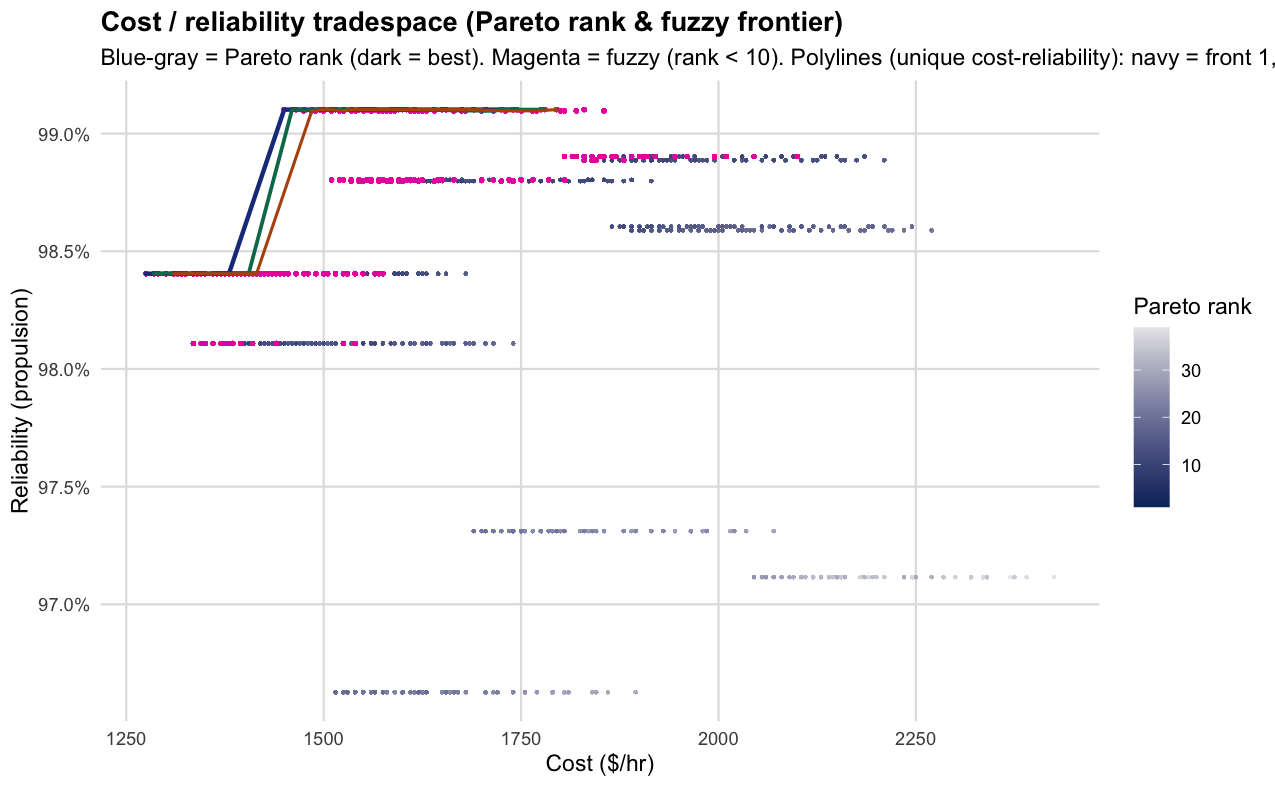 Cost / reliability tradespace (Pareto rank & fuzzy frontier)
Blue-gray = Pareto rank (dark = best). Magenta = fuzzy (rank < 10). Polylines (unique cost-reliability): navy = front 1,
99.0%
98.5%
98.0%
97.5%
97.0%
Reliability (propulsion)
1250 1500 1750 2000 2250
Cost ($/hr)
Pareto rank
30
20
10